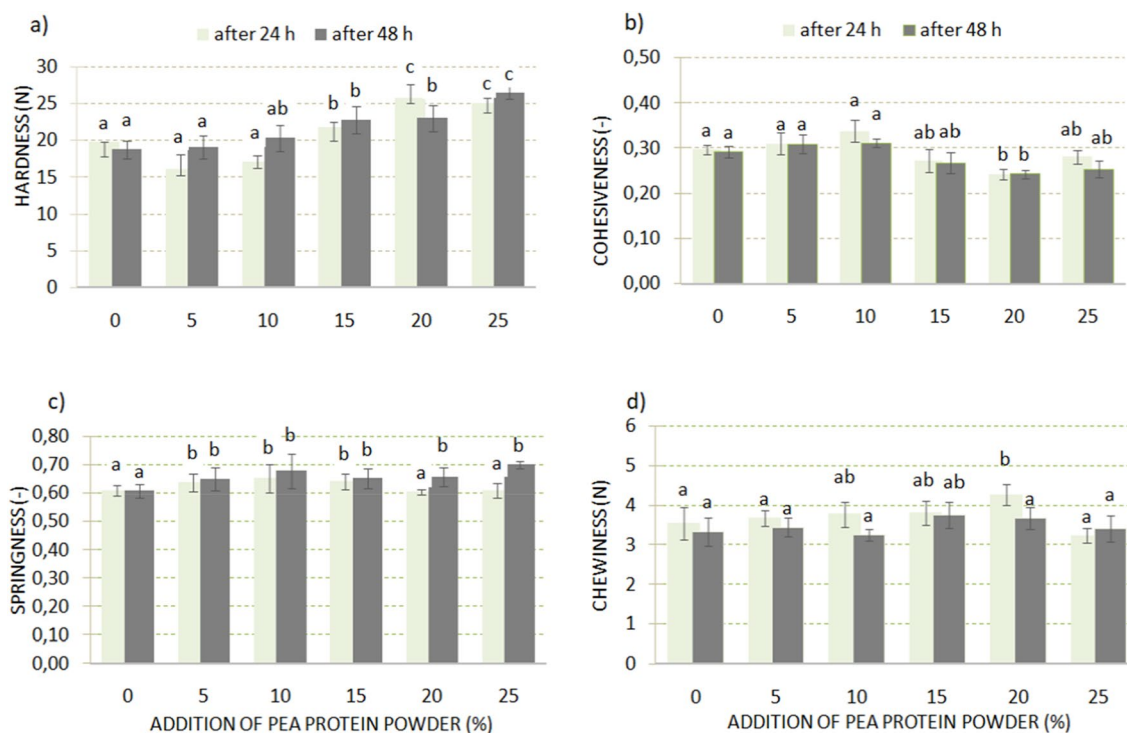 a)
after 24 h after 48 h
HARDNESS (N)
30
25
20
15
10
5
0
a a a a a ab b b c b c c
0 5 10 15 20 25
b)
after 24 h after 48 h
COHESIVENESS (-)
0,50
0,40
0,30
0,20
0,10
0,00
a a a a a a ab ab b b ab ab
0 5 10 15 20 25
c)
SPRINGNESS (-)
0,80
0,70
0,60
0,50
0,40
0,30
0,20
0,10
0,00
a a b b b b b b a b a b
0 5 10 15 20 25
ADDITION OF PEA PROTEIN POWDER (%)
d)
CHEWINESS (N)
6
5
4
3
2
1
0
a a a a ab a ab ab b a a a
0 5 10 15 20 25
ADDITION OF PEA PROTEIN POWDER (%)